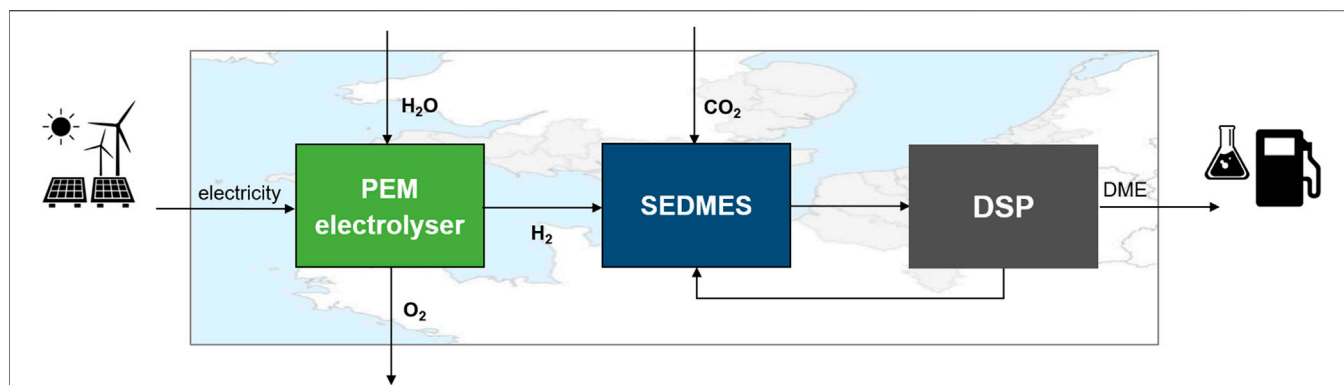 H₂O
CO₂
electricity
PEM
electrolyser
H₂
SEDMES
DSP
DME
O₂